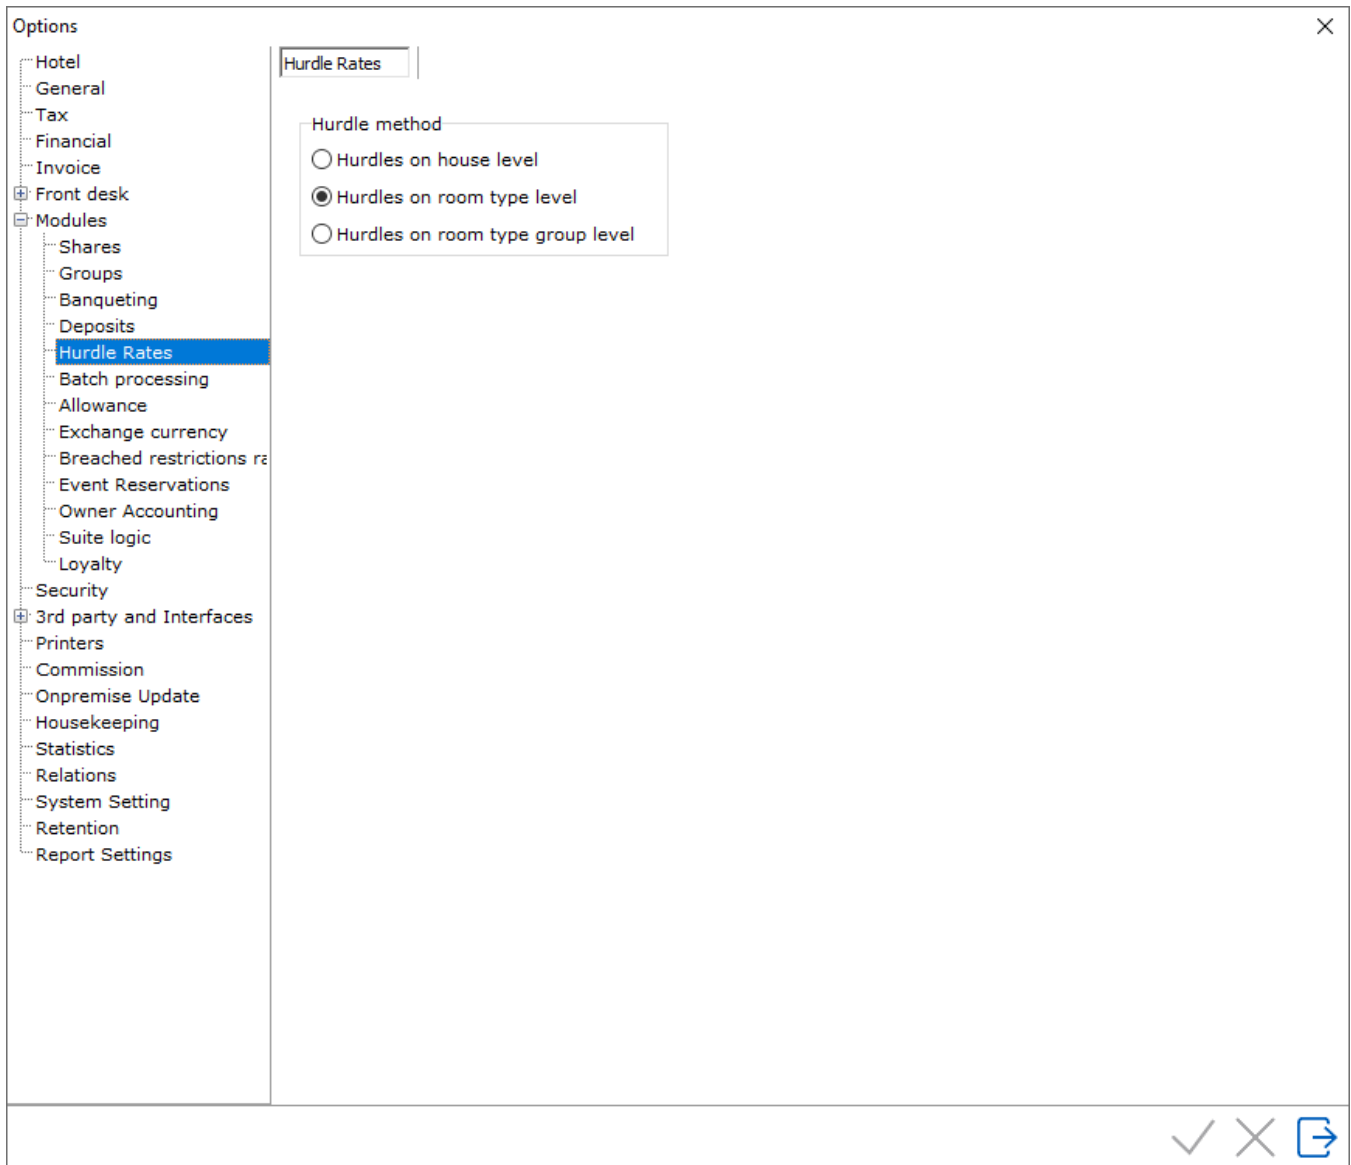 Options
Hotel
General
Tax
Financial
Invoice
Front desk
Modules
Shares
Groups
Banqueting
Deposits
Hurdle Rates
Batch processing
Allowance
Exchange currency
Breached restrictions ra
Event Reservations
Owner Accounting
Suite logic
Loyalty
Security
3rd party and Interfaces
Printers
Commission
Onpremise Update
Housekeeping
Statistics
Relations
System Setting
Retention
Report Settings
Hurdle Rates
Hurdle method
Hurdles on house level
Hurdles on room type level
Hurdles on room type group level